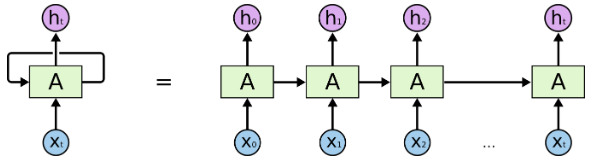 hₜ h₀ h₁ h₂ hₜ
A = A A A A
xₜ x₀ x₁ x₂ ... xₜ